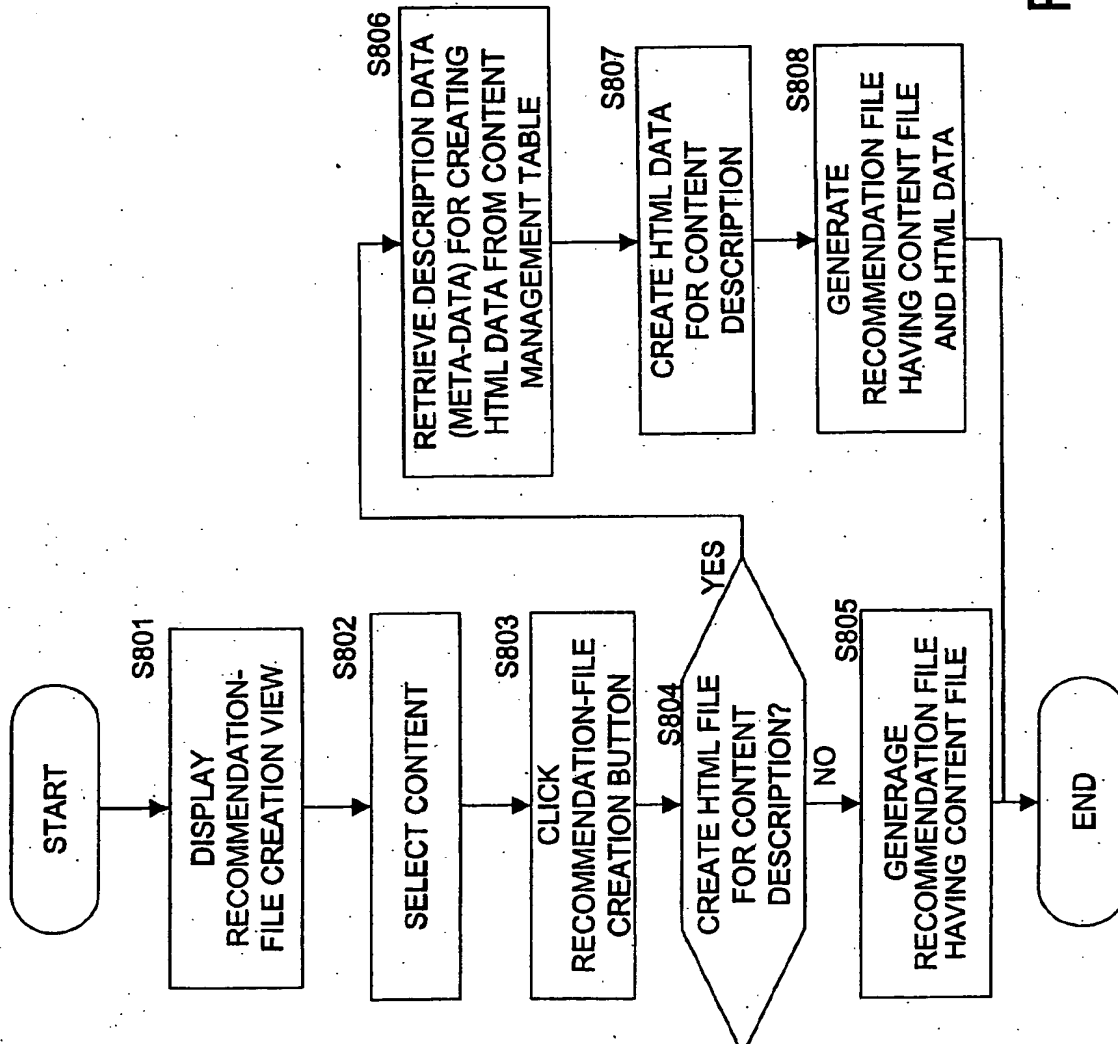 START
S801
DISPLAY
RECOMMENDATION-
FILE CREATION VIEW
S802
SELECT CONTENT
S803
CLICK
RECOMMENDATION-FILE
CREATION BUTTON
S804
CREATE HTML FILE
FOR CONTENT
DESCRIPTION?
YES
NO
S805
GENERAGE
RECOMMENDATION FILE
HAVING CONTENT FILE
END
S806
RETRIEVE DESCRIPTION DATA
(META-DATA) FOR CREATING
HTML DATA FROM CONTENT
MANAGEMENT TABLE
S807
CREATE HTML DATA
FOR CONTENT
DESCRIPTION
S808
GENERATE
RECOMMENDATION FILE
HAVING CONTENT FILE
AND HTML DATA